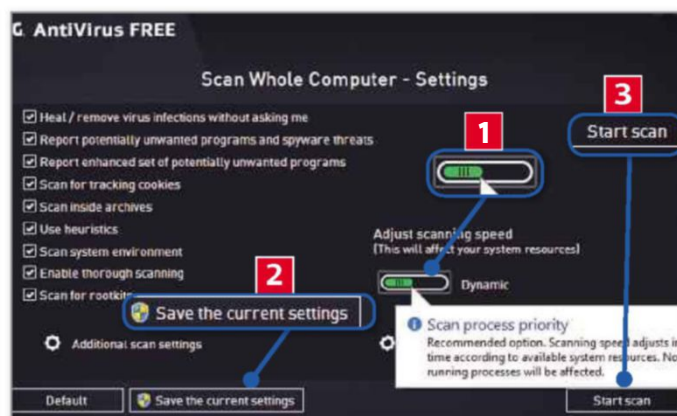 G. AntiVirus FREE
Scan Whole Computer - Settings
3
Heal / remove virus infections without asking me
Start scan
Report potentially unwanted programs and spyware threats
1
Report enhanced set of potentially unwanted programs
Scan for tracking cookies
Scan inside archives
Use heuristics
Adjust scanning speed
(This will affect your system resources)
Scan system environment
Enable thorough scanning
2
Dynamic
Scan for rootkits
Save the current settings
Scan process priority
Recommended option. Scanning speed adjusts in
time according to available system resources. No
running processes will be affected.
Additional scan settings
Default
Save the current settings
Start scan